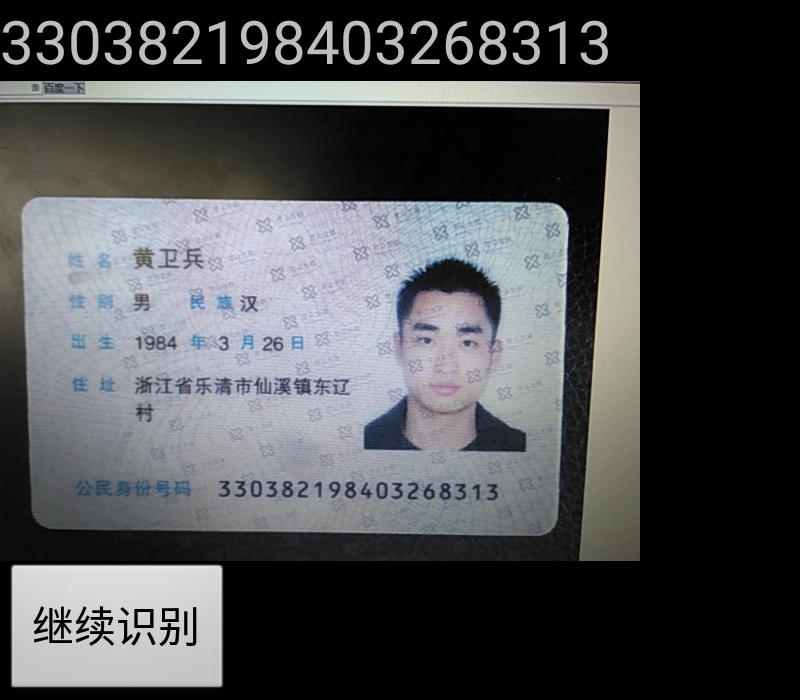 330382198403268313
百度一下
姓名 黄卫兵
性别 男 民族 汉
出生 1984 年 3 月 26 日
住址 浙江省乐清市仙溪镇东辽
村
公民身份号码 330382198403268313
继续识别